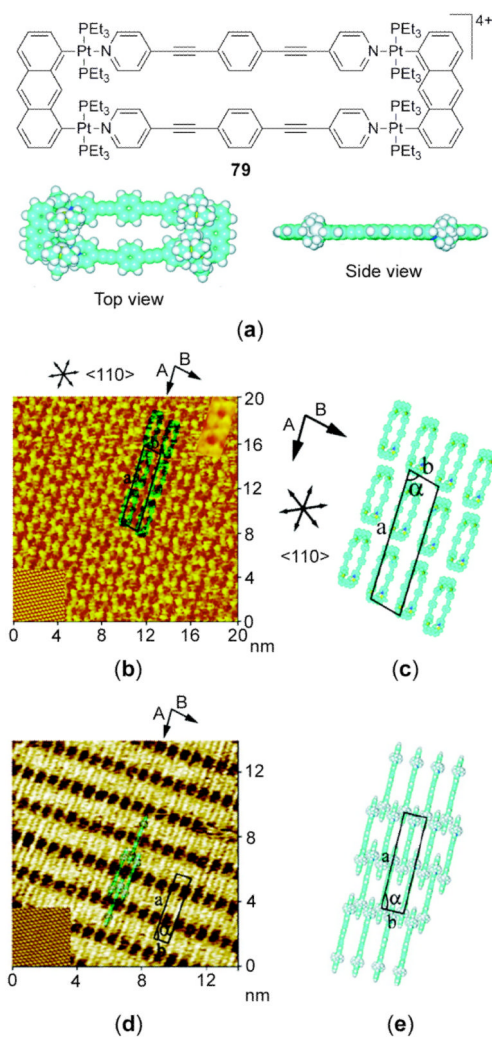 4+
PEt3 PEt3
Pt N N Pt
PEt3 PEt3
PEt3 PEt3
Pt N N Pt
PEt3 PEt3
79
Top view
Side view
(a)
<110>
A B
20
16
12
8
4
0
a b α
0 4 8 12 16 20
nm
(b)
A B
<110>
a b α
(c)
A B
12
8
4
0
a α b
0 4 8 12
nm
(d)
a α b
(e)